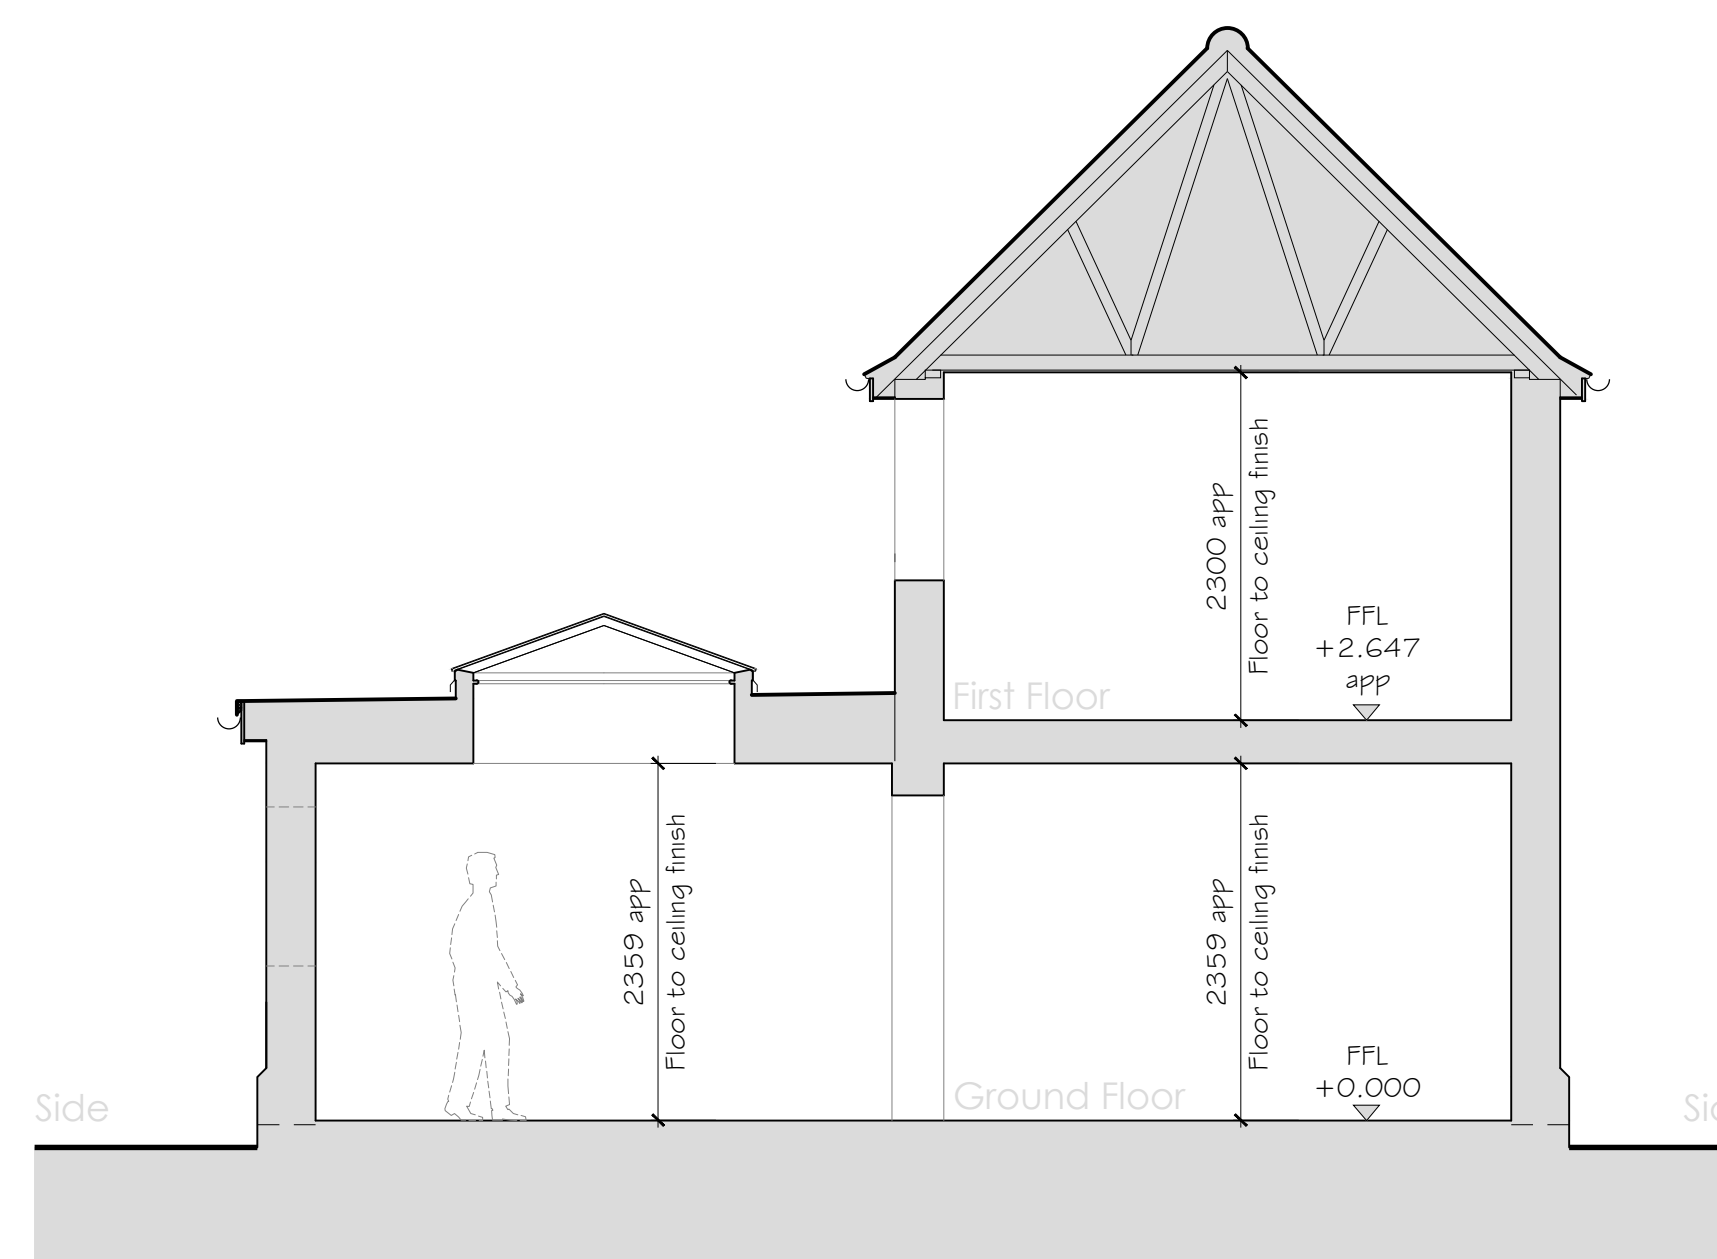 2300 app
Floor to ceiling finish
FFL
+2.647
app
First Floor
2359 app
Floor to ceiling finish
2359 app
Floor to ceiling finish
FFL
+0.000
Ground Floor
Side
Sic